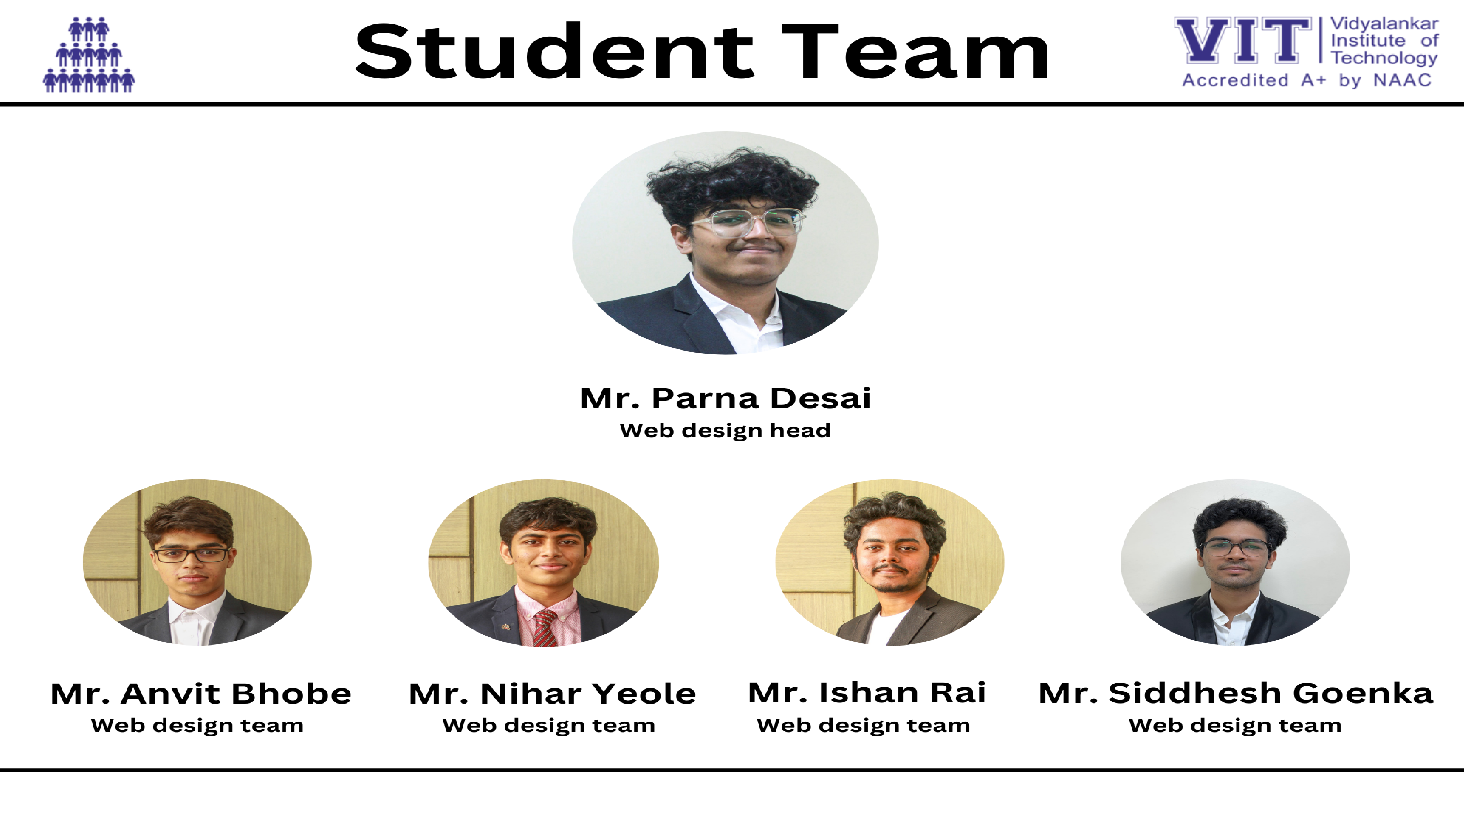 Student Team
VIT
Vidyalankar
Institute of
Technology
Accredited A+ by NAAC
Mr. Parna Desai
Web design head
Mr. Anvit Bhobe
Web design team
Mr. Nihar Yeole
Web design team
Mr. Ishan Rai
Web design team
Mr. Siddhesh Goenka
Web design team